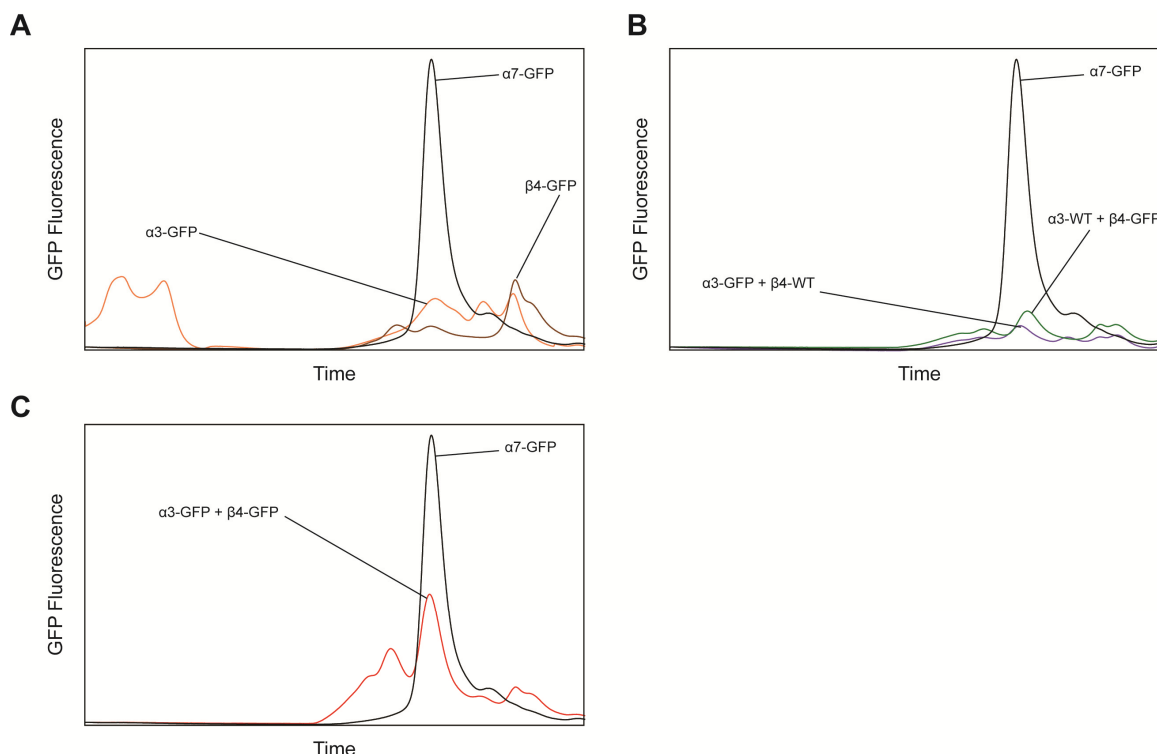 A
GFP Fluorescence
α7-GFP
β4-GFP
α3-GFP
Time
B
GFP Fluorescence
α7-GFP
α3-WT + β4-GFP
α3-GFP + β4-WT
Time
C
GFP Fluorescence
α7-GFP
α3-GFP + β4-GFP
Time